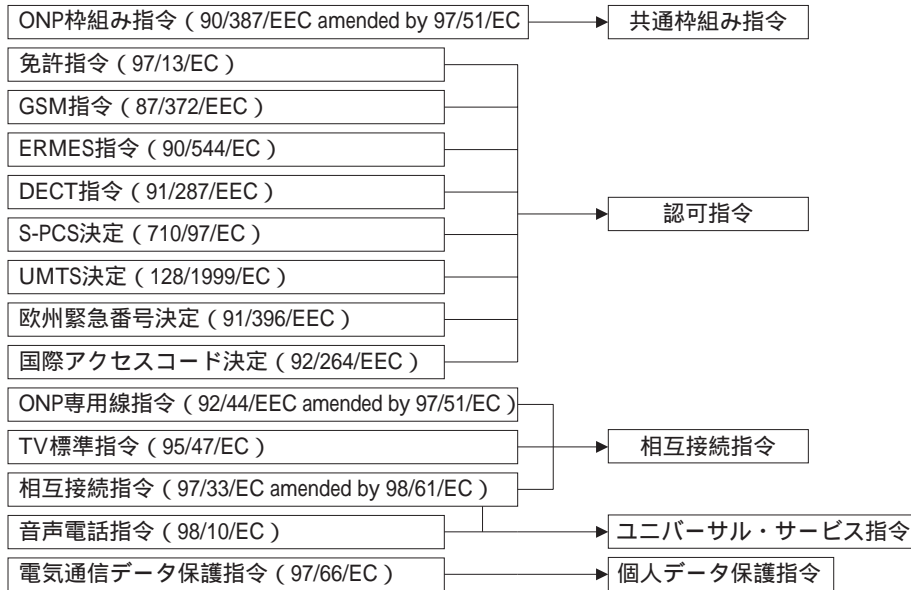 ONP枠組み指令（90/387/EEC amended by 97/51/EC
共通枠組み指令
免許指令（97/13/EC）
GSM指令（87/372/EEC）
ERMES指令（90/544/EC）
DECT指令（91/287/EEC）
認可指令
S-PCS決定（710/97/EC）
UMTS決定（128/1999/EC）
欧州緊急番号決定（91/396/EEC）
国際アクセスコード決定（92/264/EEC）
ONP専用線指令（92/44/EEC amended by 97/51/EC）
TV標準指令（95/47/EC）
相互接続指令
相互接続指令（97/33/EC amended by 98/61/EC）
音声電話指令（98/10/EC）
ユニバーサル・サービス指令
電気通信データ保護指令（97/66/EC）
個人データ保護指令